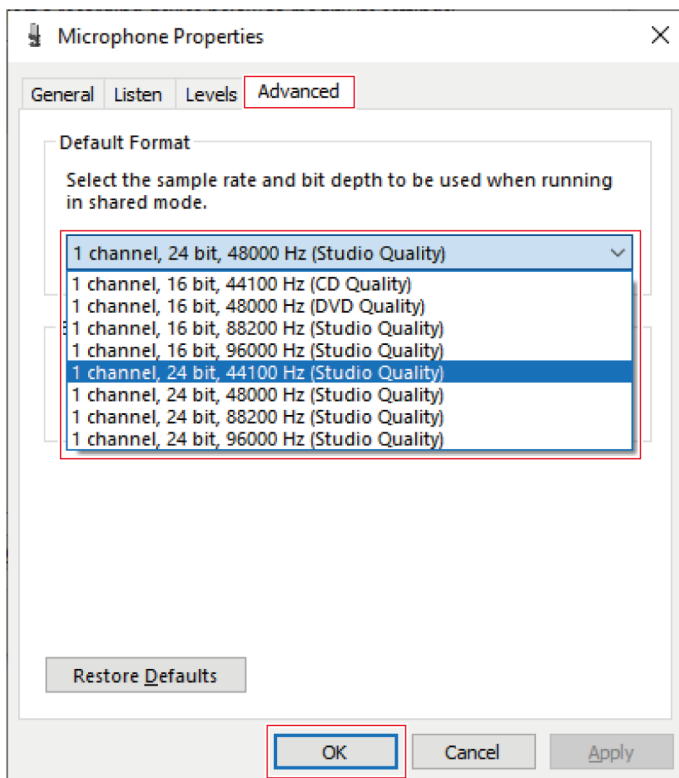 Microphone Properties
General Listen Levels Advanced
Default Format
Select the sample rate and bit depth to be used when running
in shared mode.
1 channel, 24 bit, 48000 Hz (Studio Quality)
1 channel, 16 bit, 44100 Hz (CD Quality)
1 channel, 16 bit, 48000 Hz (DVD Quality)
1 channel, 16 bit, 88200 Hz (Studio Quality)
1 channel, 16 bit, 96000 Hz (Studio Quality)
1 channel, 24 bit, 44100 Hz (Studio Quality)
1 channel, 24 bit, 48000 Hz (Studio Quality)
1 channel, 24 bit, 88200 Hz (Studio Quality)
1 channel, 24 bit, 96000 Hz (Studio Quality)
Restore Defaults
OK Cancel Apply